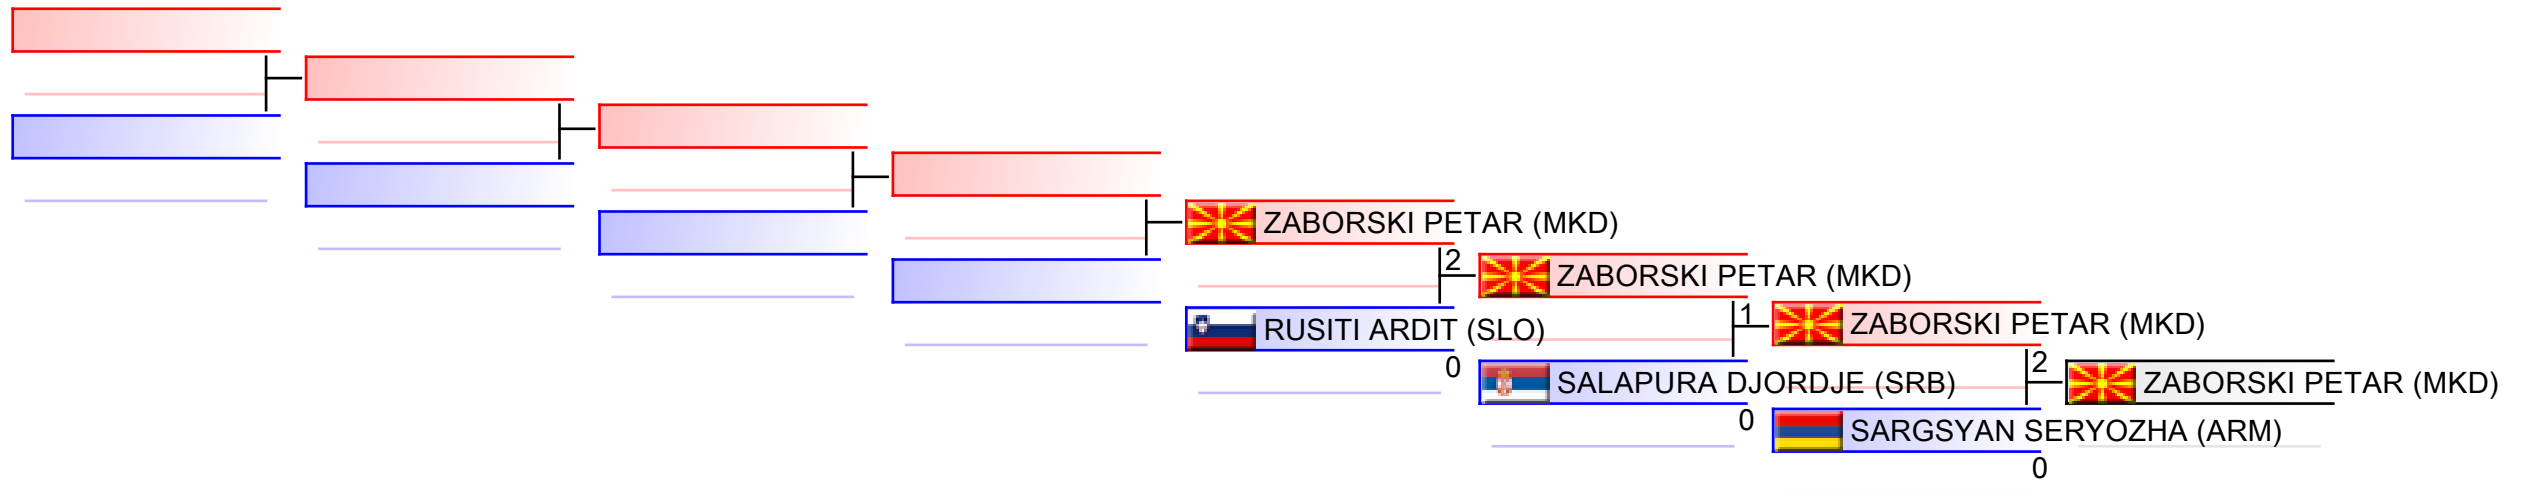 ZABORSKI PETAR (MKD)
2
ZABORSKI PETAR (MKD)
RUSITI ARDIT (SLO)
0
1
ZABORSKI PETAR (MKD)
SALAPURA DJORDJE (SRB)
0
2
ZABORSKI PETAR (MKD)
SARGSYAN SERYOZHA (ARM)
0